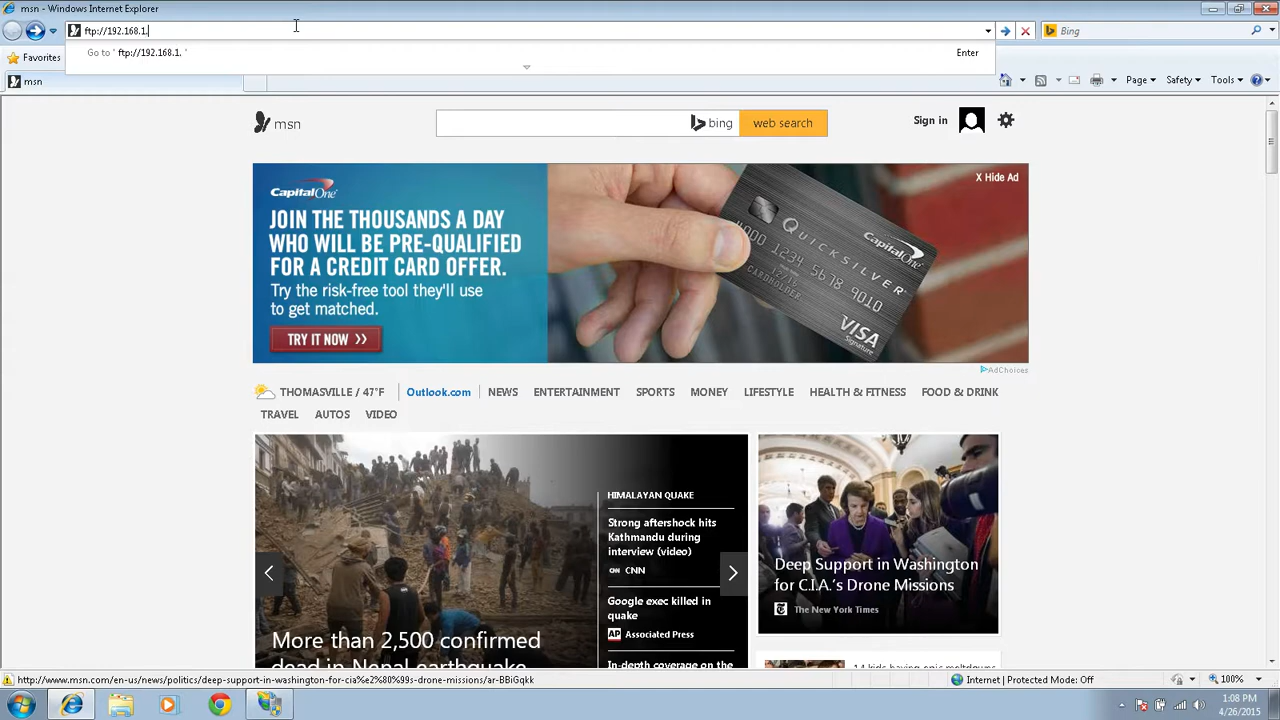 msn - Windows Internet Explorer
ftp://192.168.1.
Bing
Go to ' ftp://192.168.1. '
Enter
Favorites
msn
Page
Safety
Tools
msn
bing
web search
Sign in
Capital One
X Hide Ad
JOIN THE THOUSANDS A DAY
WHO WILL BE PRE-QUALIFIED
FOR A CREDIT CARD OFFER.
Try the risk-free tool they'll use
to get matched.
TRY IT NOW
QUICKSILVER
Capital One
4000 1234 5678 9010
12/16
CARDHOLDER
VISA
Signature
AdChoices
THOMASVILLE / 47°F
Outlook.com
NEWS
ENTERTAINMENT
SPORTS
MONEY
LIFESTYLE
HEALTH & FITNESS
FOOD & DRINK
TRAVEL
AUTOS
VIDEO
HIMALAYAN QUAKE
Strong aftershock hits
Kathmandu during
interview (video)
CNN
Google exec killed in
quake
AP Associated Press
In-depth coverage on the
More than 2,500 confirmed
dead in Nepal earthquake
Deep Support in Washington
for C.I.A.'s Drone Missions
The New York Times
14 kids having epic meltdowns
http://www.msn.com/en-us/news/politics/deep-support-in-washington-for-cia%e2%80%99s-drone-missions/ar-BBiGqkk
Internet | Protected Mode: Off
100%
1:08 PM
4/26/2015